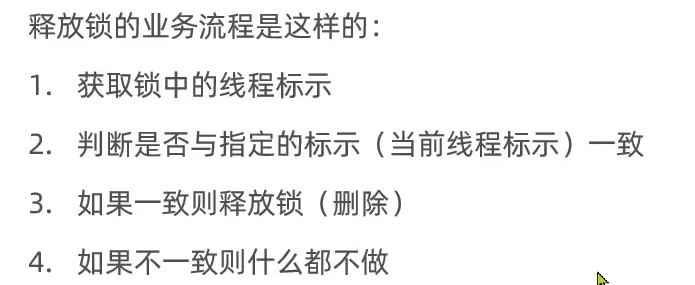 释放锁的业务流程是这样的：
1. 获取锁中的线程标示
2. 判断是否与指定的标示（当前线程标示）一致
3. 如果一致则释放锁（删除）
4. 如果不一致则什么都不做